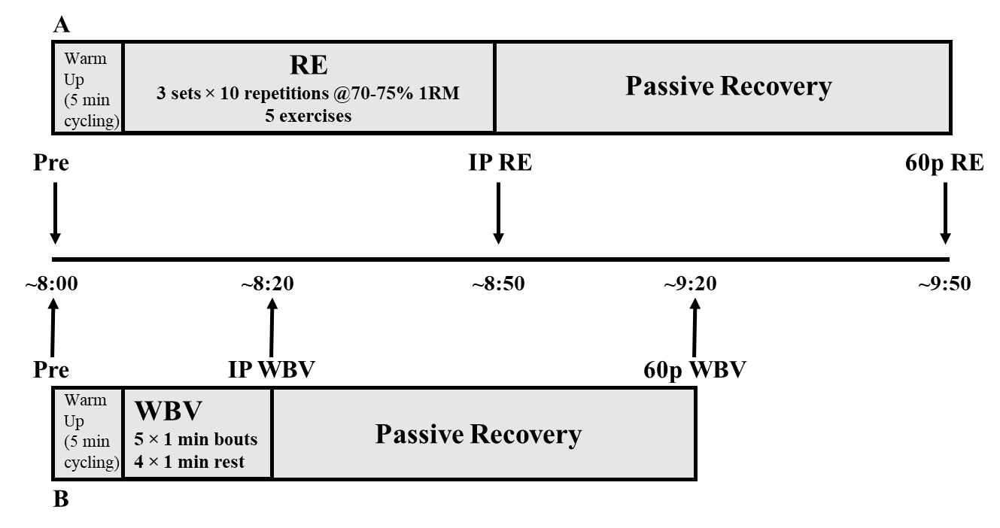 A
Warm
Up
(5 min
cycling)
RE
3 sets × 10 repetitions @70-75% 1RM
5 exercises
Passive Recovery
Pre
IP RE
60p RE
~8:00
~8:20
~8:50
~9:20
~9:50
Pre
IP WBV
60p WBV
Warm
Up
(5 min
cycling)
WBV
5 × 1 min bouts
4 × 1 min rest
Passive Recovery
B